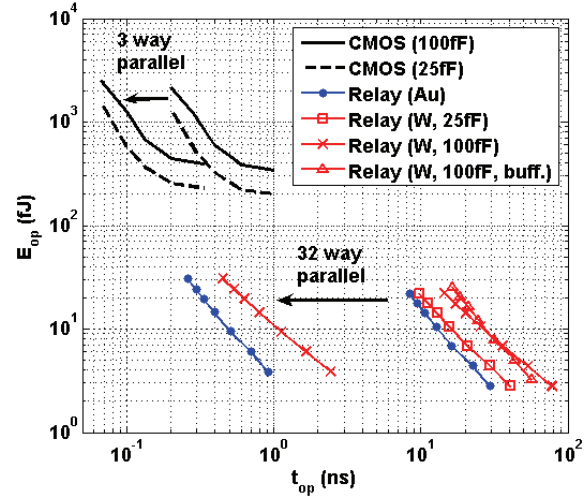 10^4
10^3
10^2
10^1
10^0
E_op (fJ)
3 way
parallel
CMOS (100fF)
CMOS (25fF)
Relay (Au)
Relay (W, 25fF)
Relay (W, 100fF)
Relay (W, 100fF, buff.)
32 way
parallel
10^-1
10^0
10^1
10^2
t_op (ns)